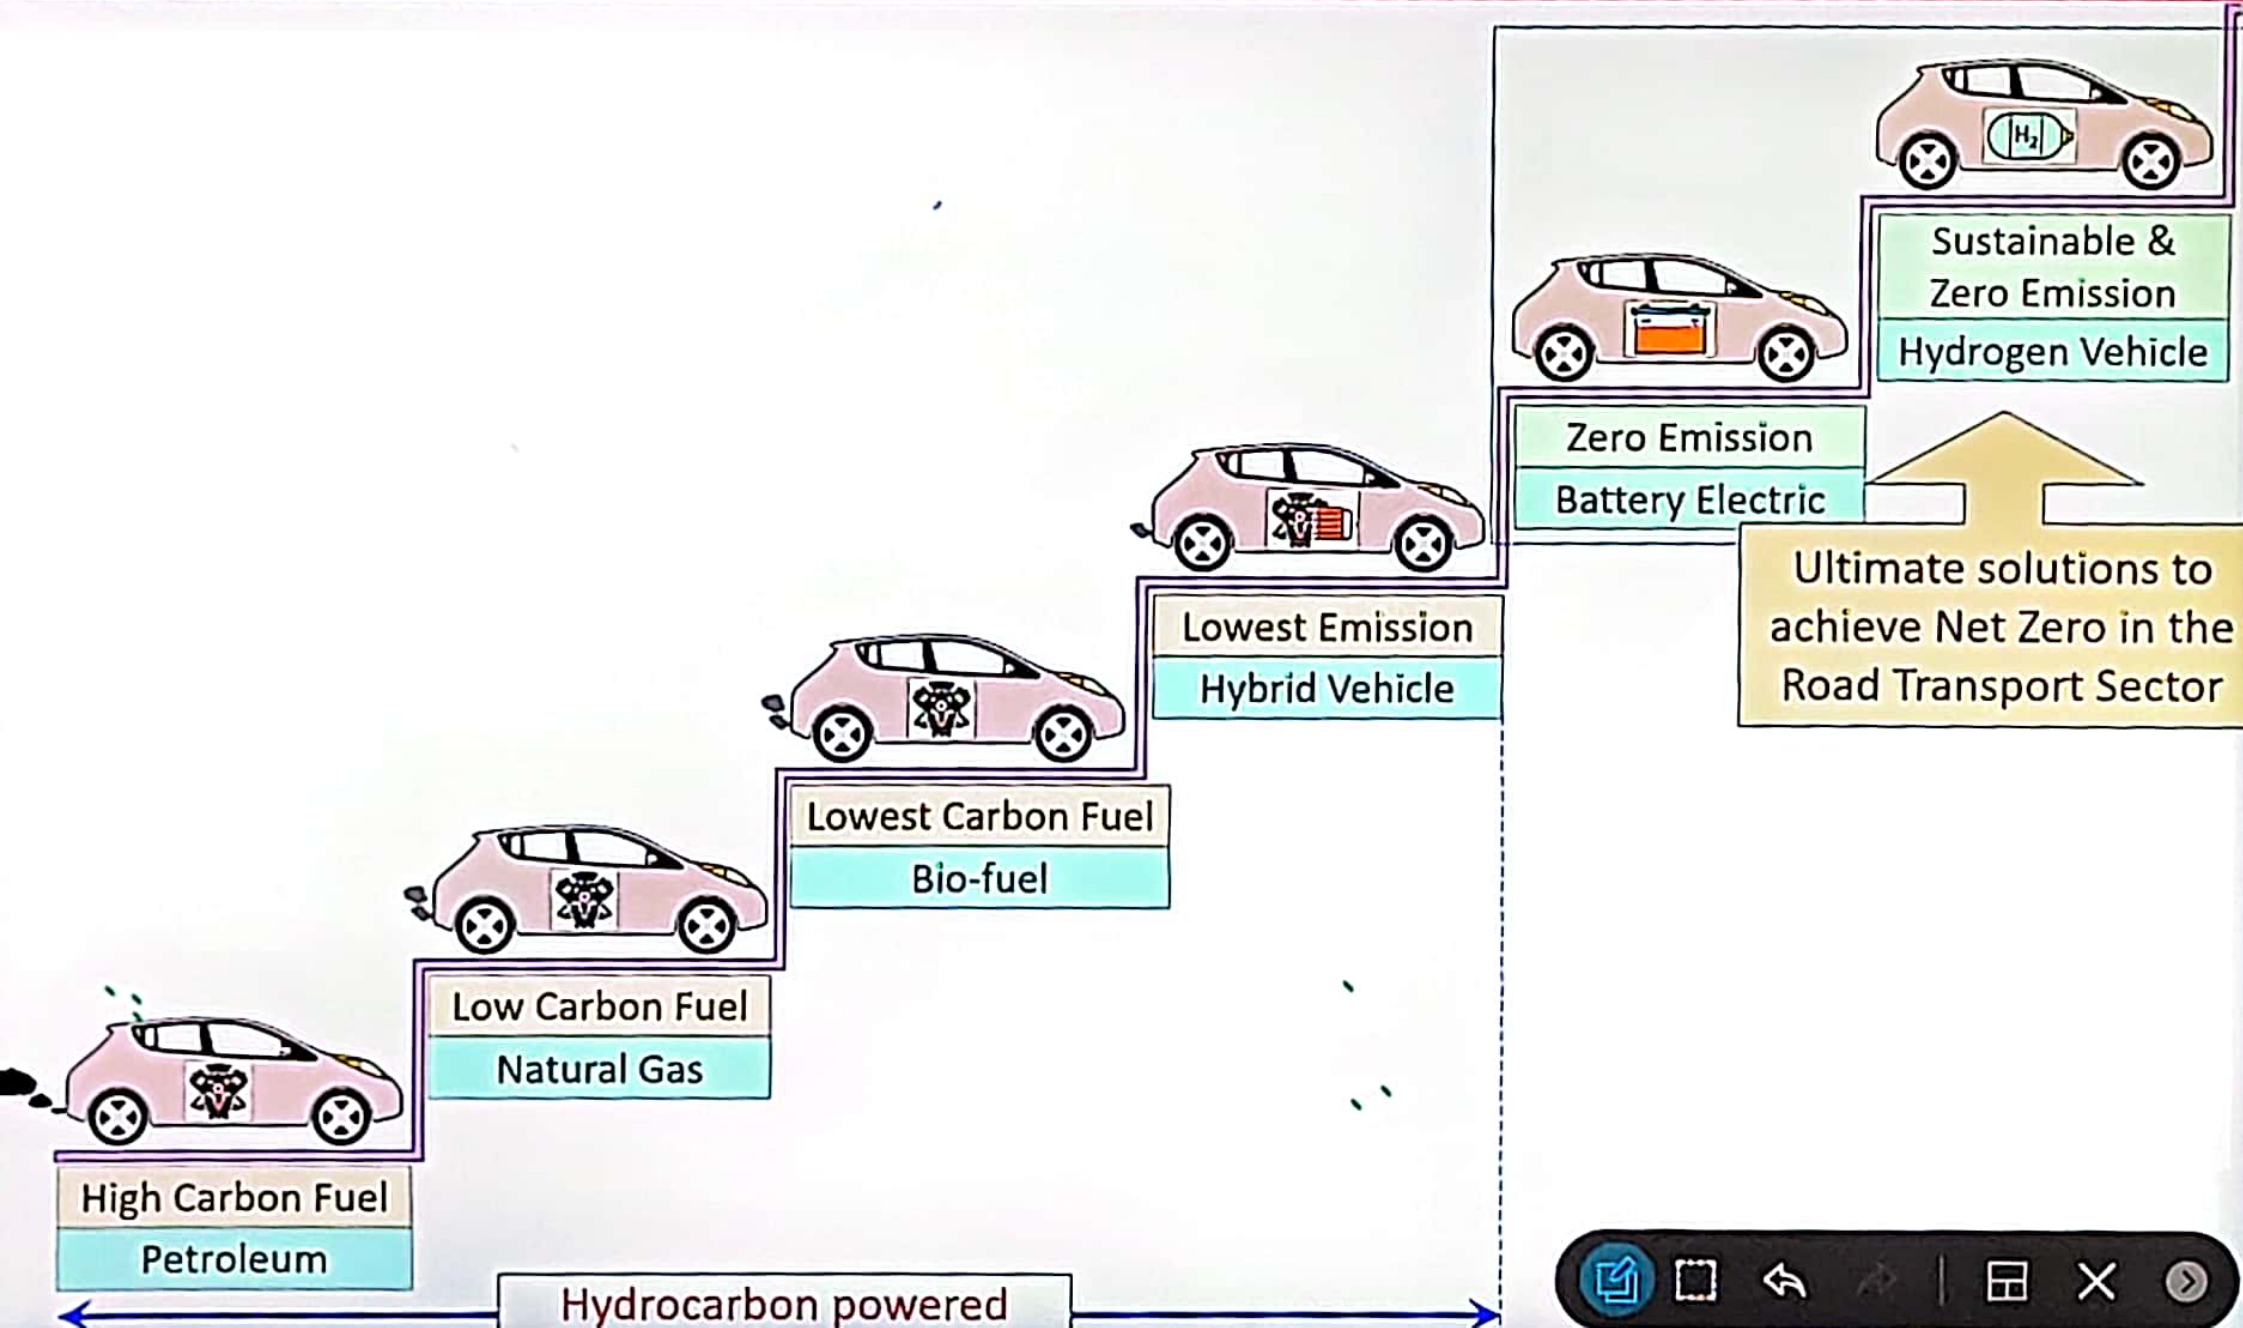 High Carbon Fuel
Petroleum
Low Carbon Fuel
Natural Gas
Lowest Carbon Fuel
Bio-fuel
Lowest Emission
Hybrid Vehicle
Zero Emission
Battery Electric
H₂
Sustainable &
Zero Emission
Hydrogen Vehicle
Ultimate solutions to
achieve Net Zero in the
Road Transport Sector
Hydrocarbon powered